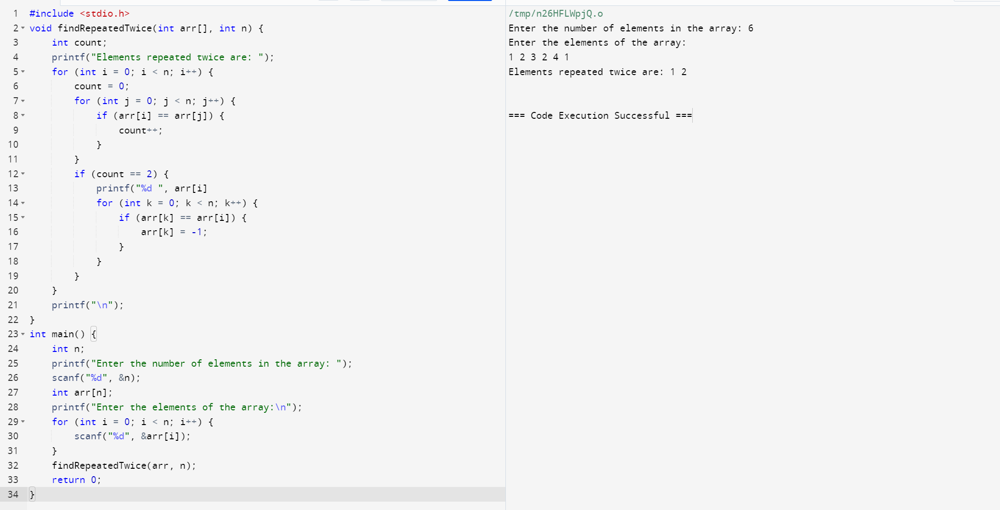 1 #include <stdio.h>
2 void findRepeatedTwice(int arr[], int n) {
3     int count;
4     printf("Elements repeated twice are: ");
5     for (int i = 0; i < n; i++) {
6         count = 0;
7         for (int j = 0; j < n; j++) {
8             if (arr[i] == arr[j]) {
9                 count++;
10             }
11         }
12         if (count == 2) {
13             printf("%d ", arr[i]
14             for (int k = 0; k < n; k++) {
15                 if (arr[k] == arr[i]) {
16                     arr[k] = -1;
17                 }
18             }
19         }
20     }
21     printf("\n");
22 }
23 int main() {
24     int n;
25     printf("Enter the number of elements in the array: ");
26     scanf("%d", &n);
27     int arr[n];
28     printf("Enter the elements of the array:\n");
29     for (int i = 0; i < n; i++) {
30         scanf("%d", &arr[i]);
31     }
32     findRepeatedTwice(arr, n);
33     return 0;
34 }
/tmp/n26HFLWpjQ.o
Enter the number of elements in the array: 6
Enter the elements of the array:
1 2 3 2 4 1
Elements repeated twice are: 1 2
=== Code Execution Successful ===